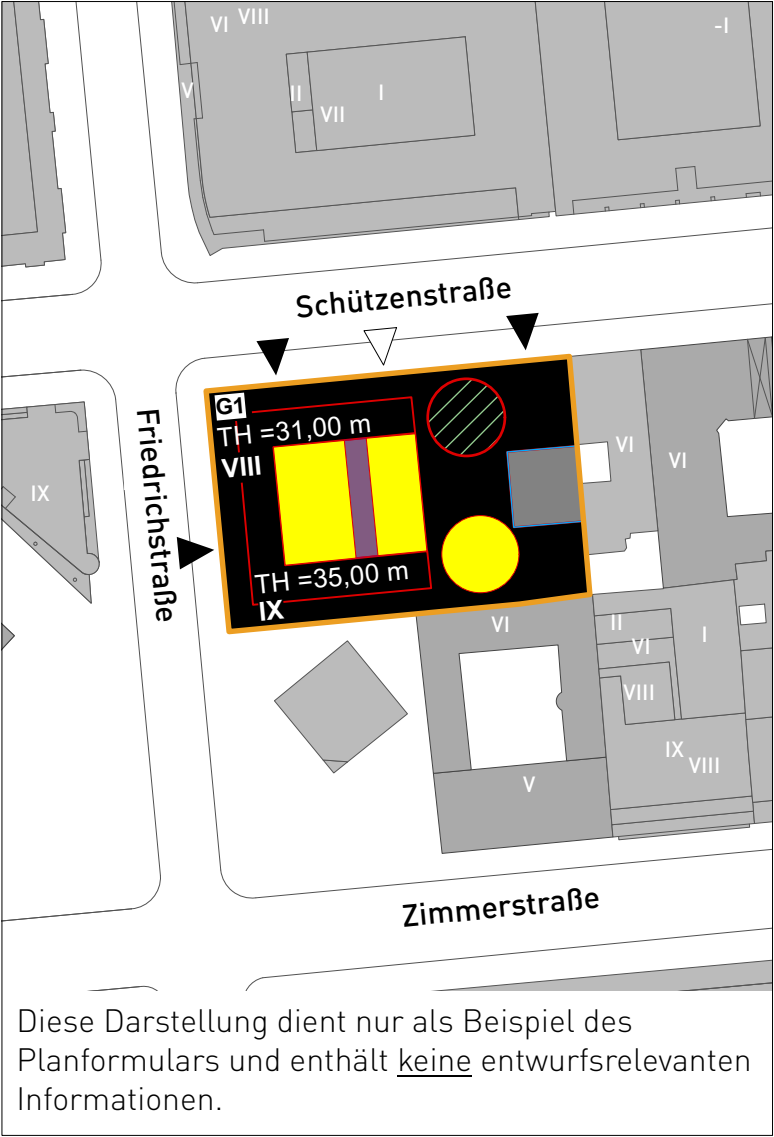 VI VIII
-I
V
II
I
VII
Schützenstraße
Friedrichstraße
G1
TH =31,00 m
VIII
VI
VI
IX
TH =35,00 m
IX
VI
II
VI
I
VIII
IX
VIII
V
Zimmerstraße
Diese Darstellung dient nur als Beispiel des
Planformulars und enthält keine entwurfsrelevanten
Informationen.